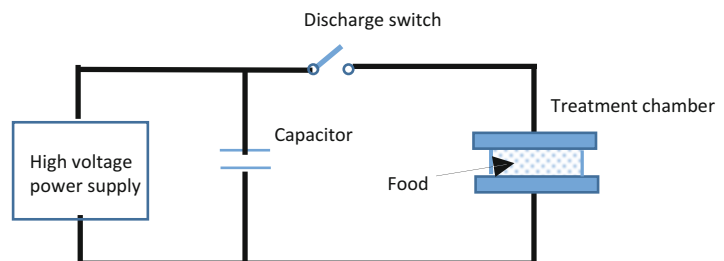 Discharge switch
Treatment chamber
Capacitor
High voltage
power supply
Food